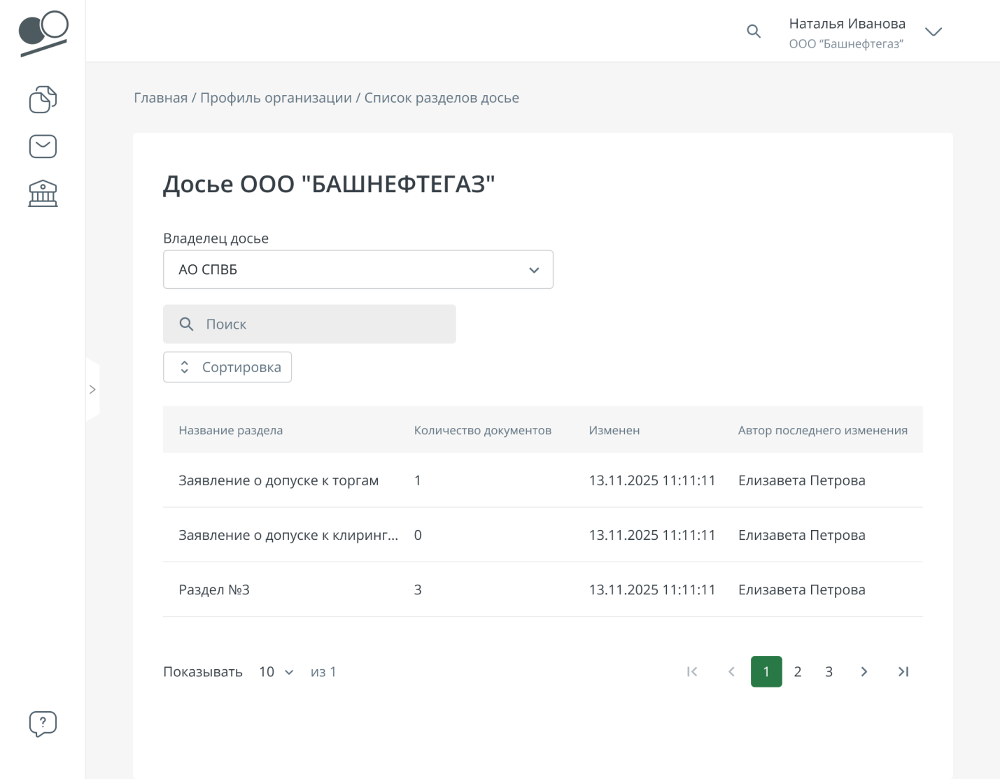 Наталья Иванова
ООО “Башнефтегаз”
Главная / Профиль организации / Список разделов досье
Досье ООО "БАШНЕФТЕГАЗ"
Владелец досье
АО СПВБ
Поиск
Сортировка
Название раздела Количество документов Изменен Автор последнего изменения
Заявление о допуске к торгам 1 13.11.2025 11:11:11 Елизавета Петрова
Заявление о допуске к клиринг... 0 13.11.2025 11:11:11 Елизавета Петрова
Раздел №3 3 13.11.2025 11:11:11 Елизавета Петрова
Показывать 10 из 1 1 2 3
?